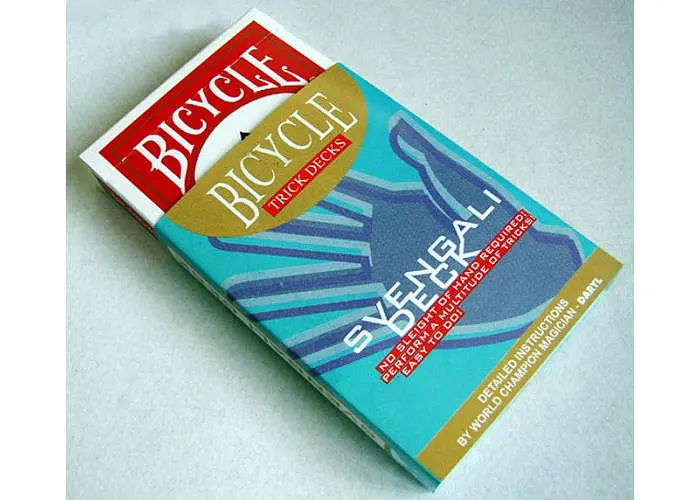 BICYCLE
BICYCLE
TRICK DECKS
SVENGALI
DECK
NO SLEIGHT OF HAND REQUIRED!
PERFORM A MULTITUDE OF TRICKS!
EASY TO DO!
DETAILED INSTRUCTIONS
BY WORLD CHAMPION MAGICIAN - DARYL